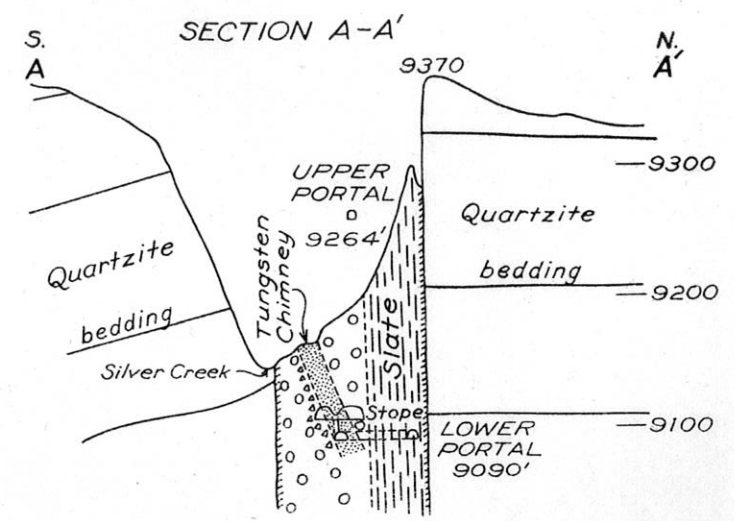 SECTION A-A′
S.
A
N.
A′
9370
9300
UPPER
PORTAL
9264′
Quartzite
bedding
Tungsten
Chimney
Quartzite
bedding
9200
Slate
Silver Creek
Stope
9100
LOWER
PORTAL
9090′